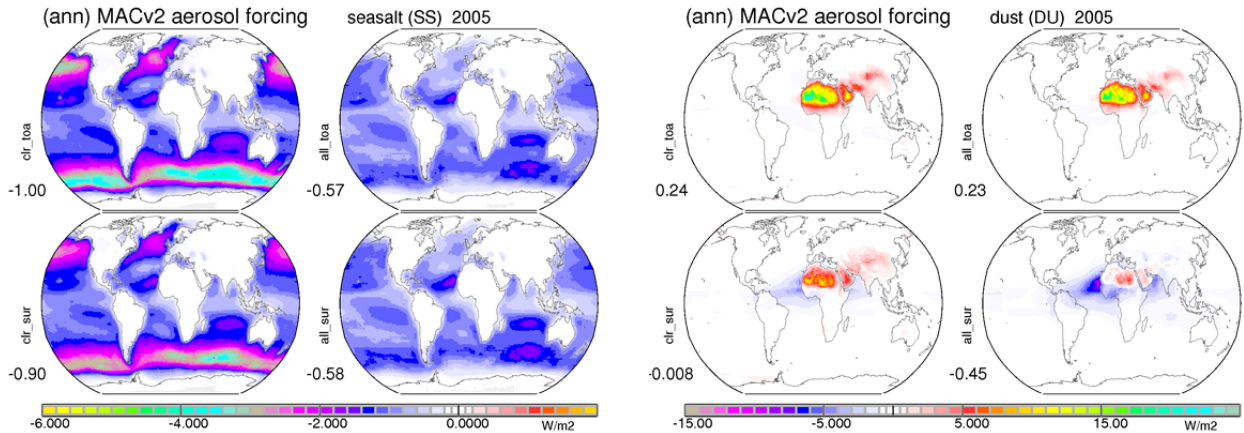 (ann) MACv2 aerosol forcing seasalt (SS) 2005
clr_toa
-1.00
all_toa
-0.57
clr_sur
-0.90
all_sur
-0.58
-6.000 -4.000 -2.000 0.0000 W/m2
(ann) MACv2 aerosol forcing dust (DU) 2005
clr_toa
0.24
all_toa
0.23
clr_sur
-0.008
all_sur
-0.45
-15.00 -5.000 5.000 15.00 W/m2